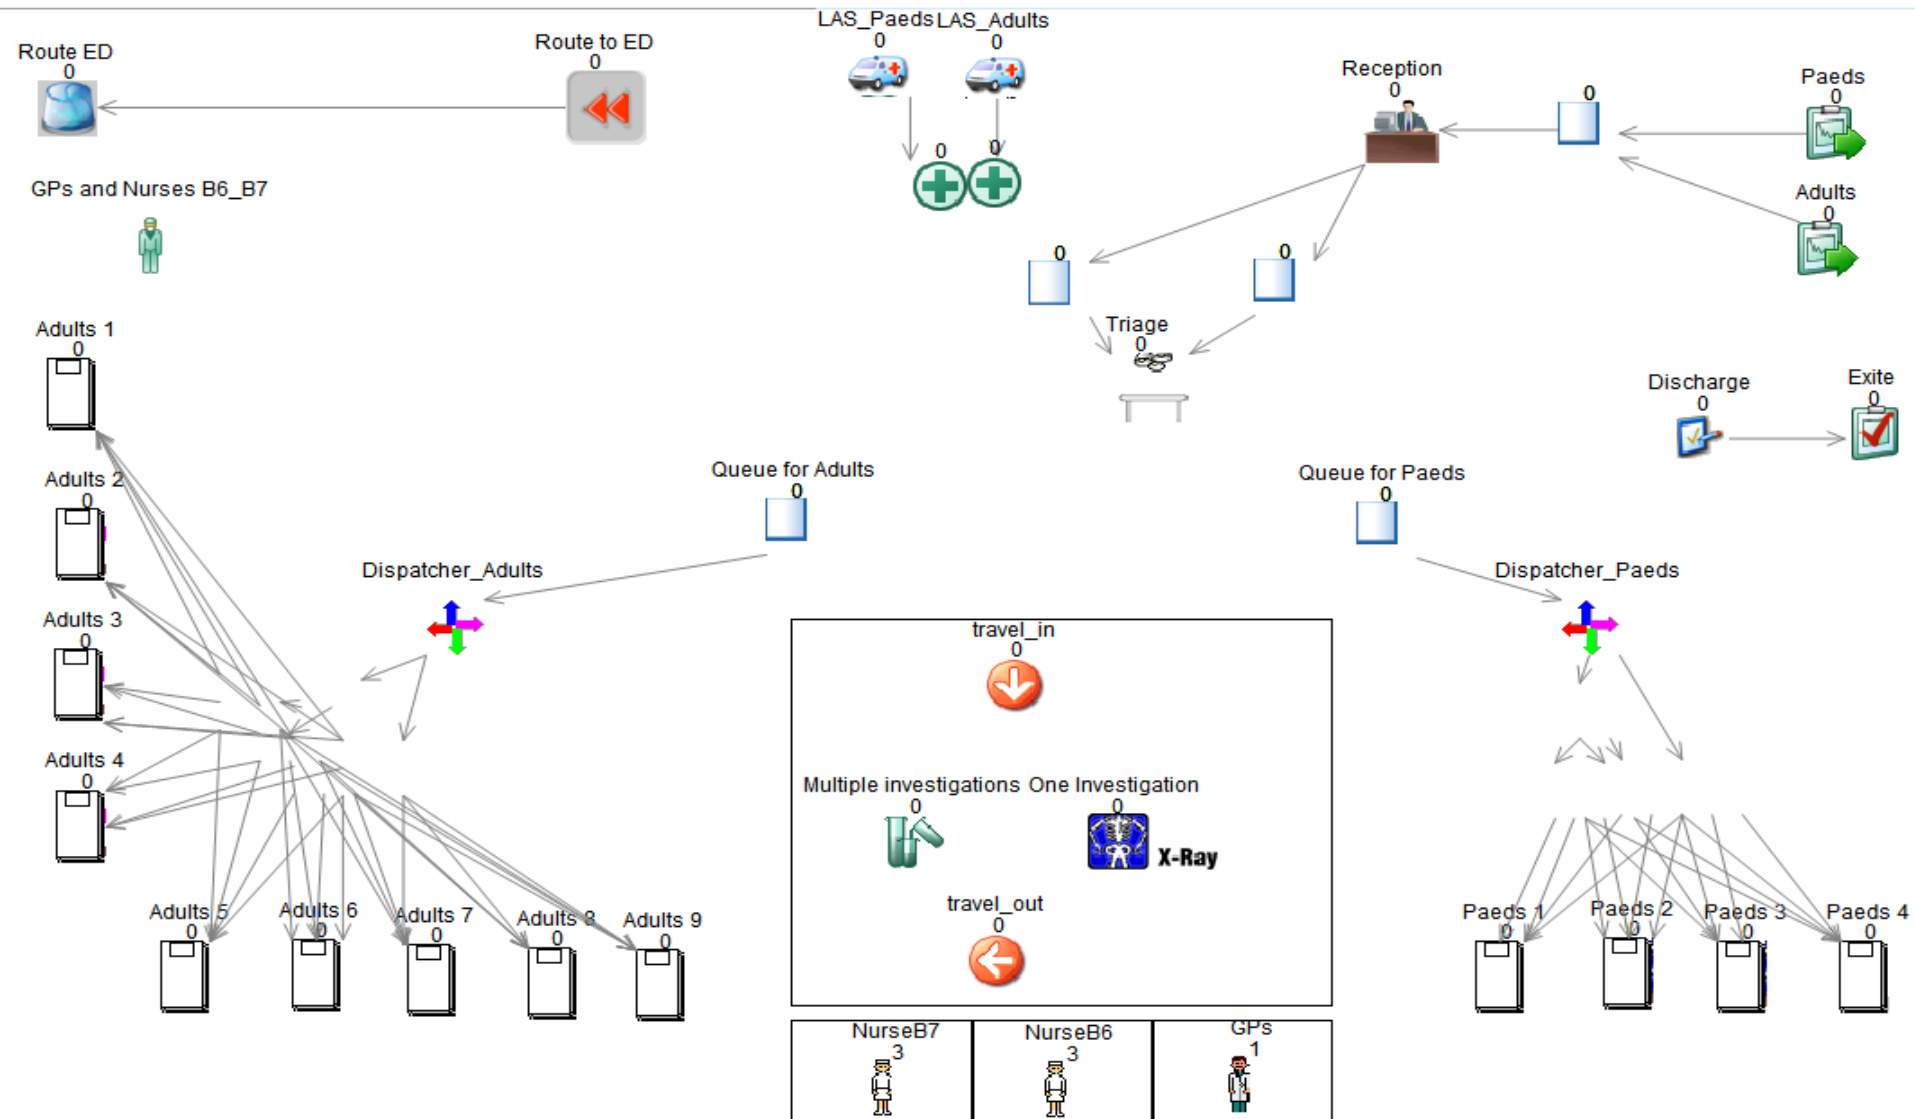 LAS_Paeds LAS_Adults
0 0
Route ED
0
Route to ED
0
Reception
0
0
Paeds
0
0 0
GPs and Nurses B6_B7
Adults
0
0
0
Adults 1
0
Triage
0
Discharge
0
Exite
0
Adults 2
0
Queue for Adults
0
Queue for Paeds
0
Dispatcher_Adults
Dispatcher_Paeds
Adults 3
0
travel_in
0
Adults 4
0
Multiple investigations One Investigation
0 0
X-Ray
travel_out
0
Adults 5
0
Adults 6
0
Adults 7
0
Adults 8
0
Adults 9
0
Paeds 1
0
Paeds 2
0
Paeds 3
0
Paeds 4
0
NurseB7
3
NurseB6
3
GPs
1